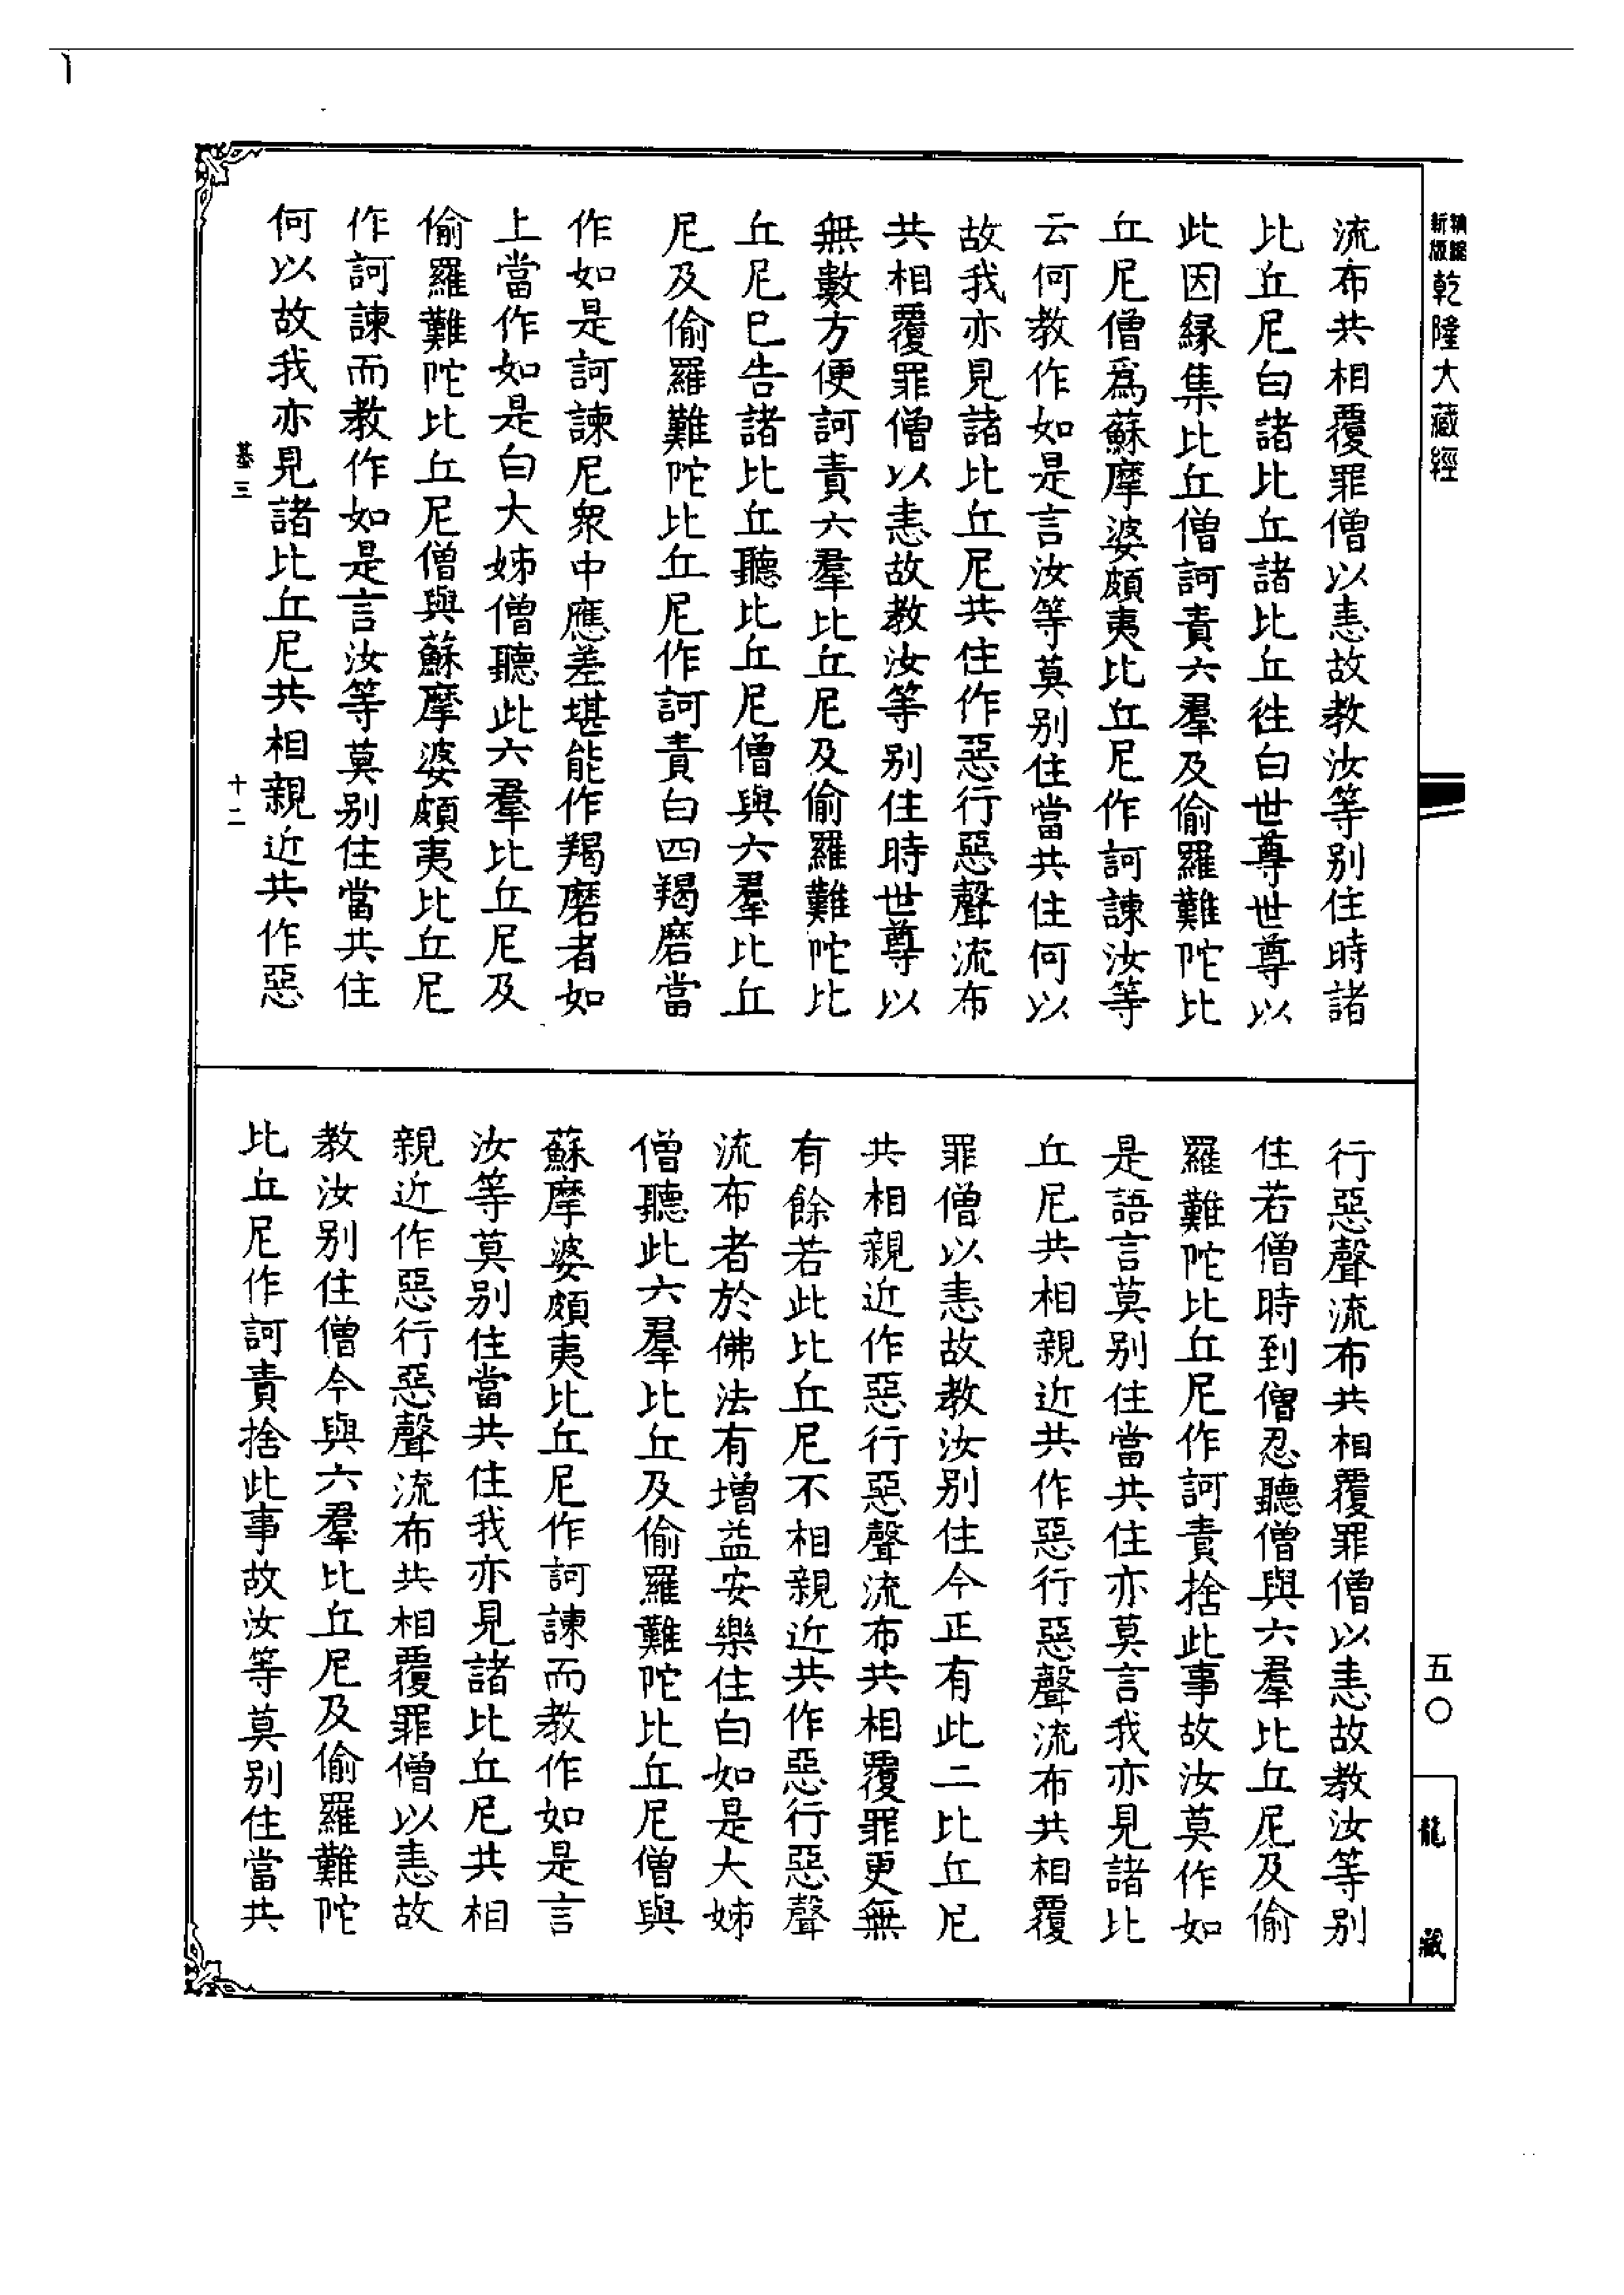 新版
精縮
乾隆大藏經
流布共相覆罪僧以恚故教汝等别住時諸
比丘尼白諸比丘諸比丘徃白世尊世尊以
此因緣集比丘僧訶責六羣及偷羅難陀比
丘尼僧爲蘇摩婆頗夷比丘尼作訶諫汝等
云何教作如是言汝等莫别住當共住何以
故我亦見諸比丘尼共住作惡行惡聲流布
共相覆罪僧以恚故教汝等别住時世尊以
無數方便訶責六羣比丘尼及偷羅難陀比
丘尼巳告諸比丘聽比丘尼僧與六羣比丘
尼及偷羅難陀比丘尼作訶責白四羯磨當
作如是訶諫尼衆中應差堪能作羯磨者如
上當作如是白大姊僧聽此六羣比丘尼及
偷羅難陀比丘尼僧與蘇摩婆頗夷比丘尼
作訶諫而教作如是言汝等莫别住當共住
何以故我亦見諸比丘尼共相親近共作惡
基三
十二
行惡聲流布共相覆罪僧以恚故教汝等别
住若僧時到僧忍聽僧與六羣比丘尼及偷
羅難陀比丘尼作訶責捨此事故汝莫作如
是語言莫别住當共住亦莫言我亦見諸比
丘尼共相親近共作惡行惡聲流布共相覆
罪僧以恚故教汝别住今正有此二比丘尼
共相親近作惡行惡聲流布共相覆罪更無
有餘若此比丘尼不相親近共作惡行惡聲
流布者於佛法有增益安樂住白如是大姊
僧聽此六羣比丘及偷羅難陀比丘尼僧與
蘇摩婆頗夷比丘尼作訶諫而教作如是言
汝等莫别住當共住我亦見諸比丘尼共相
親近作惡行惡聲流布共相覆罪僧以恚故
教汝别住僧今與六羣比丘尼及偷羅難陀
比丘尼作訶責捨此事故汝等莫别住當共
五〇
龍藏